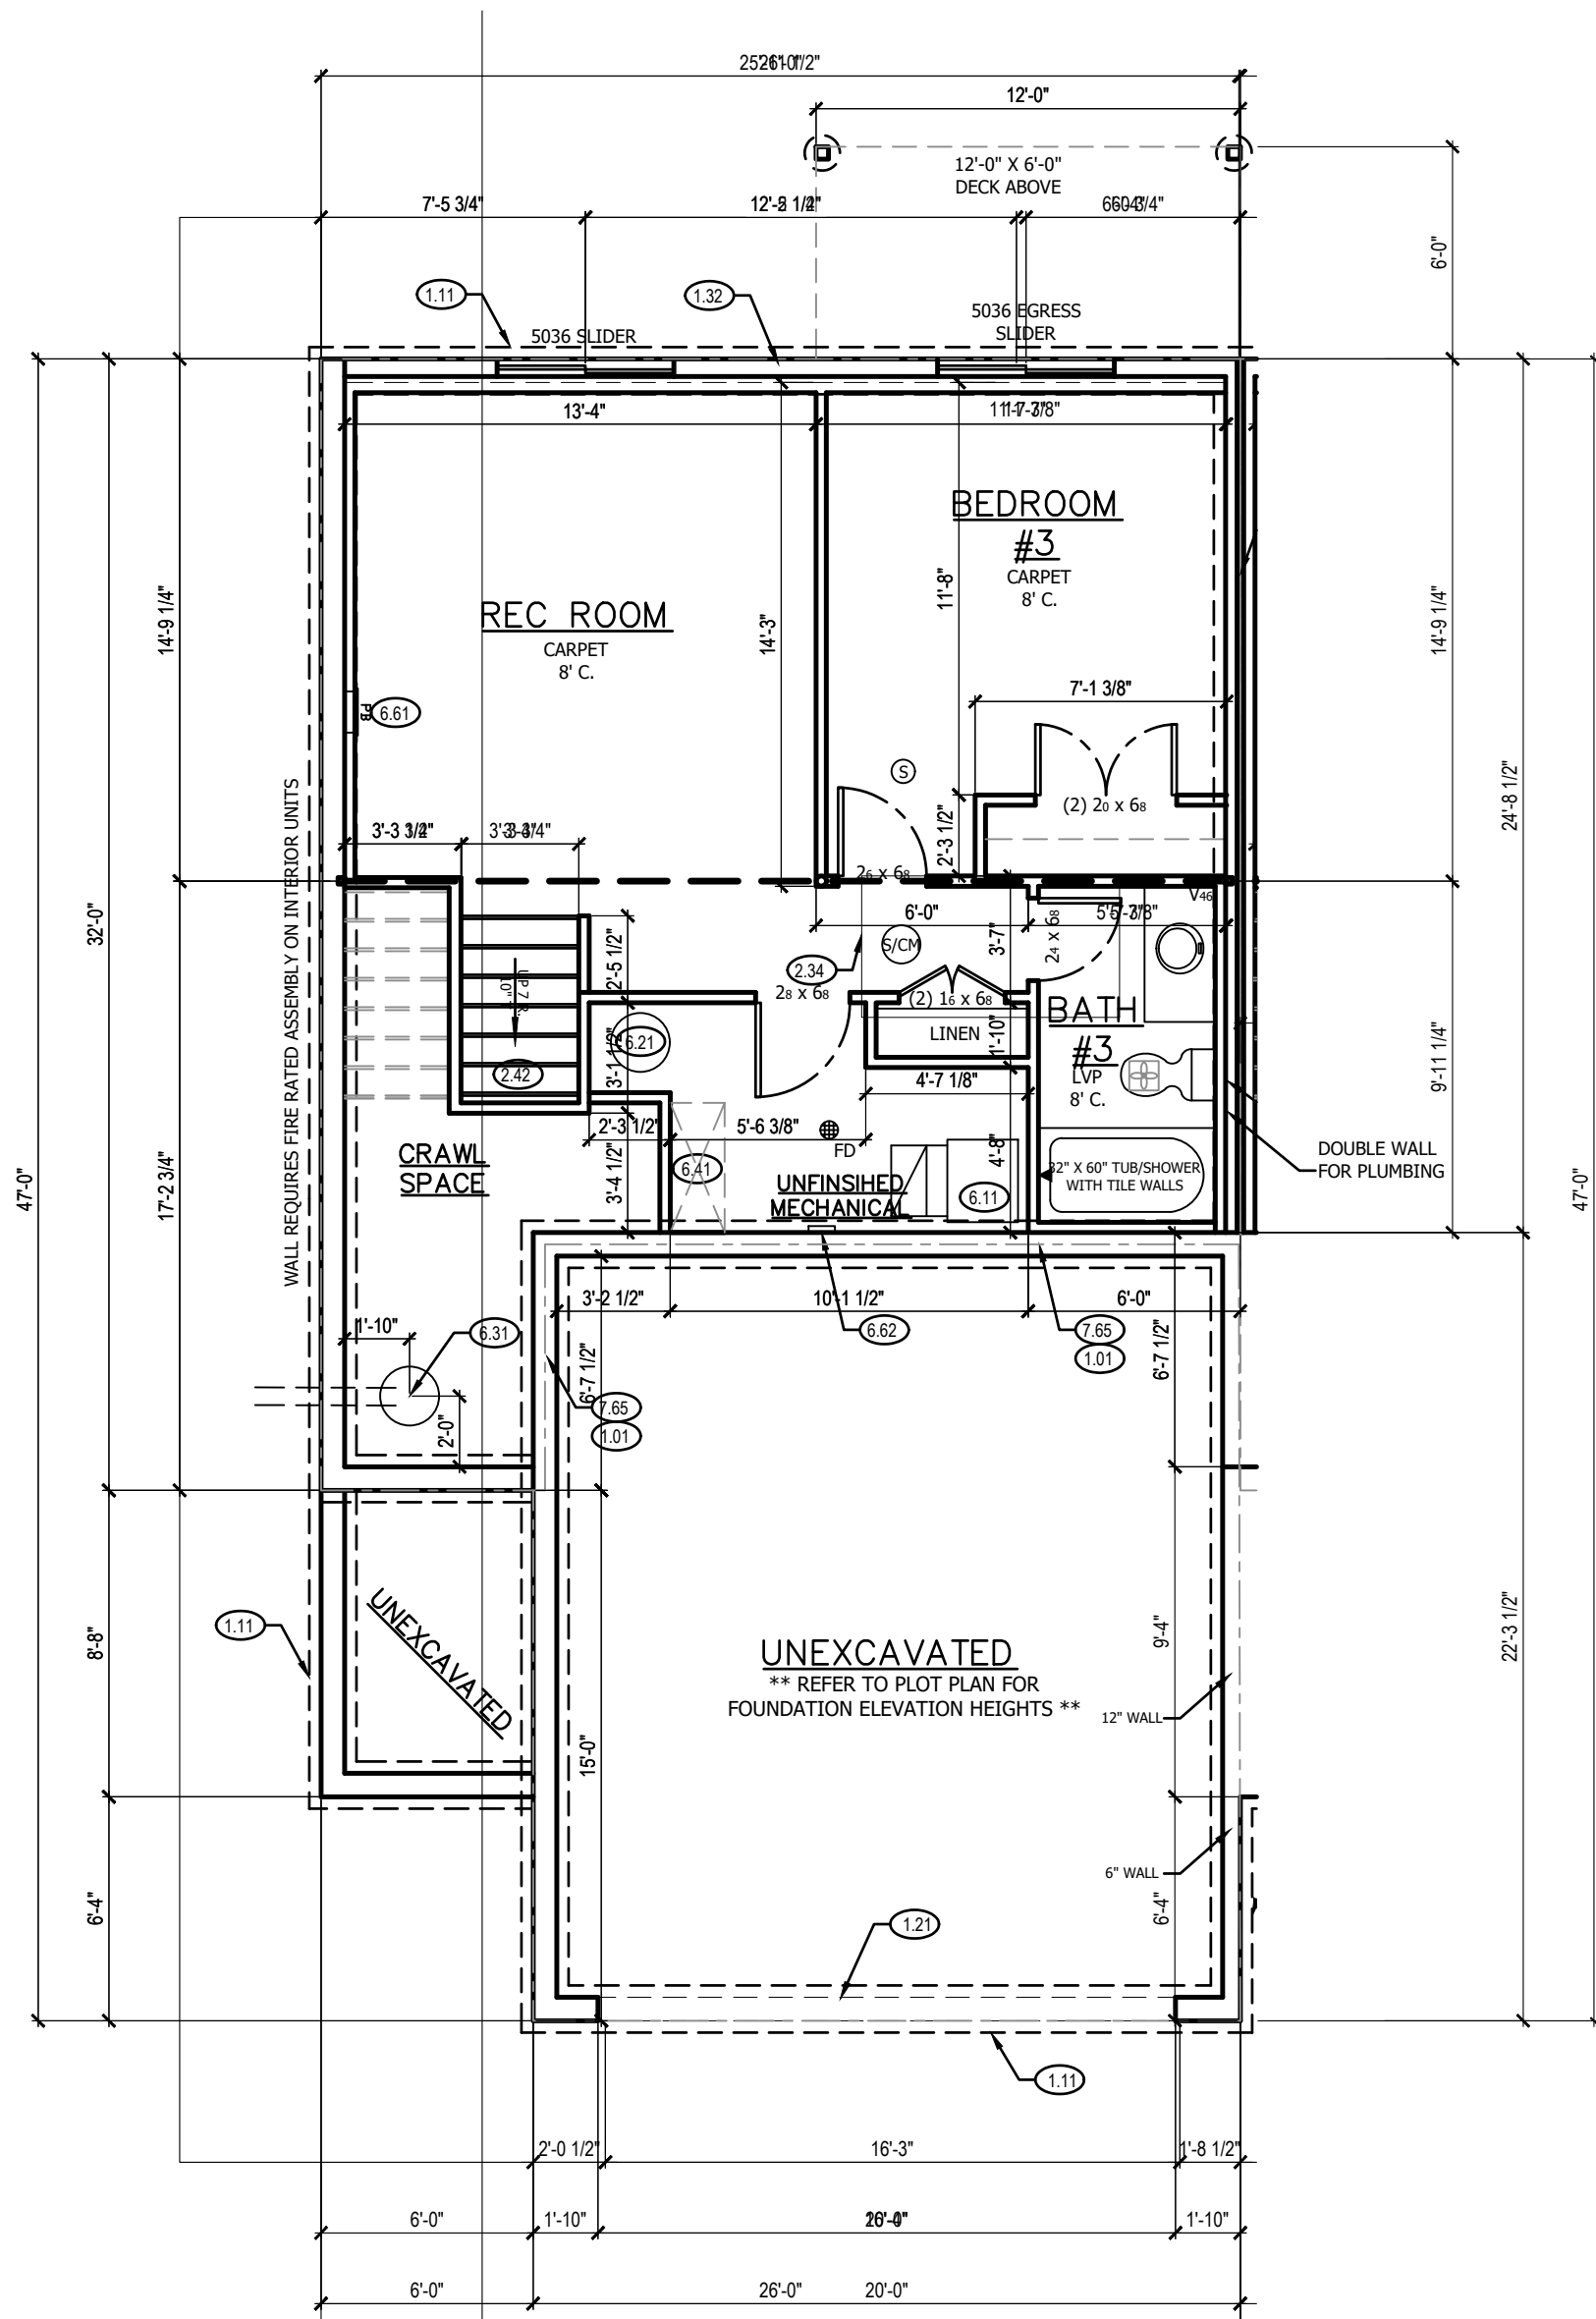 12'-0"
12'-0" X 6'-0"
DECK ABOVE
7'-5 3/4"
6'-0"
1.11
1.32
5036 SLIDER
5036 EGRESS
SLIDER
13'-4"
BEDROOM
#3
CARPET
8' C.
11'-8"
REC ROOM
CARPET
8' C.
14'-3"
14'-9 1/4"
14'-9 1/4"
24'-8 1/2"
7'-1 3/8"
PB
6.61
S
(2) 20 x 68
2'-3 1/2"
WALL REQUIRES FIRE RATED ASSEMBLY ON INTERIOR UNITS
26 x 68
V46
32'-0"
6'-0"
S/CM
3'-7"
24 x 68
2'-5 1/2"
2.34
28 x 68
(2) 16 x 68
BATH
#3
LVP
8' C.
LINEN
1'-10"
6.21
3'-1 1/2"
2.42
4'-7 1/8"
9'-11 1/4"
2'-3 1/2"
5'-6 3/8"
FD
4'-8"
CRAWL
SPACE
3'-4 1/2"
6.41
UNFINSIHED
MECHANICAL
6.11
32" X 60" TUB/SHOWER
WITH TILE WALLS
DOUBLE WALL
FOR PLUMBING
47'-0"
47'-0"
17'-2 3/4"
3'-2 1/2"
10'-1 1/2"
6'-0"
1'-10"
6.31
6.62
7.65
1.01
6'-7 1/2"
6'-7 1/2"
7.65
1.01
2'-0"
8'-8"
1.11
UNEXCAVATED
UNEXCAVATED
** REFER TO PLOT PLAN FOR
FOUNDATION ELEVATION HEIGHTS **
9'-4"
12" WALL
22'-3 1/2"
15'-0"
6" WALL
6'-4"
6'-4"
1.21
1.11
2'-0 1/2"
16'-3"
1'-8 1/2"
6'-0"
1'-10"
1'-10"
6'-0"
26'-0"
20'-0"